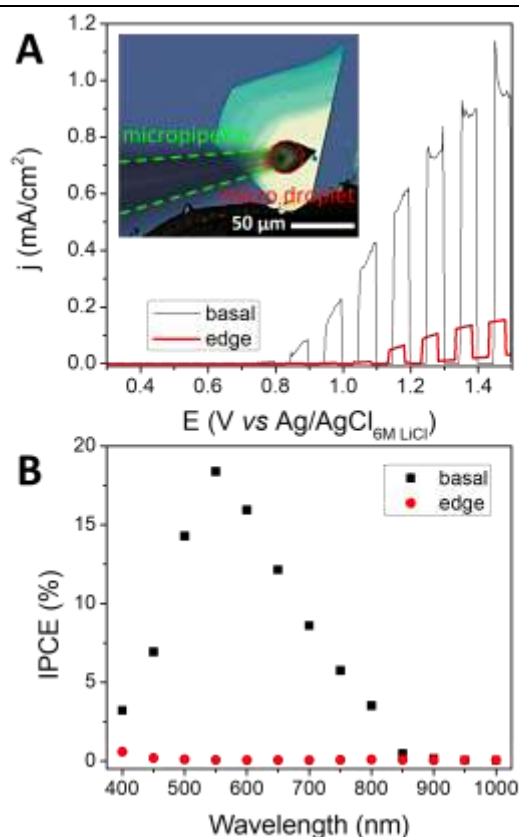 A
1.2
1.0
0.8
0.6
0.4
0.2
0.0
j (mA/cm²)
micropipette
micro droplet
50 µm
basal
edge
0.4 0.6 0.8 1.0 1.2 1.4
E (V vs Ag/AgCl6M LiCl)
B
20
15
10
5
0
IPCE (%)
basal
edge
400 500 600 700 800 900 1000
Wavelength (nm)